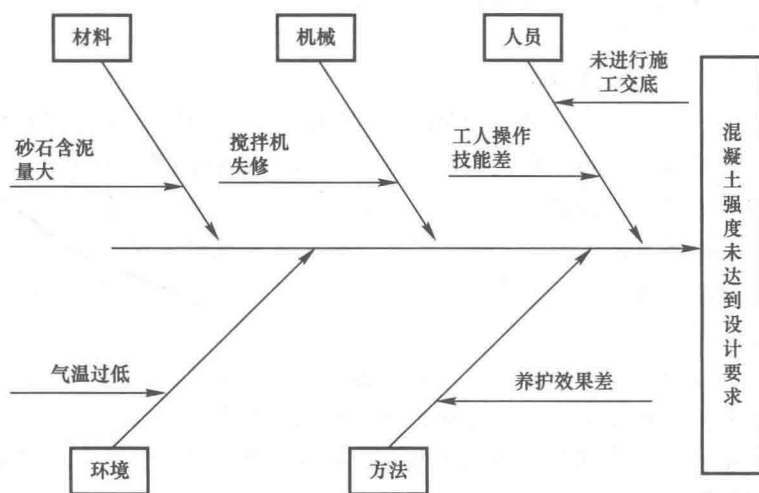 材料
机械
人员
未进行施
工交底
砂石含泥
量大
搅拌机
失修
工人操作
技能差
混凝土强度未达到设计要求
气温过低
养护效果差
环境
方法